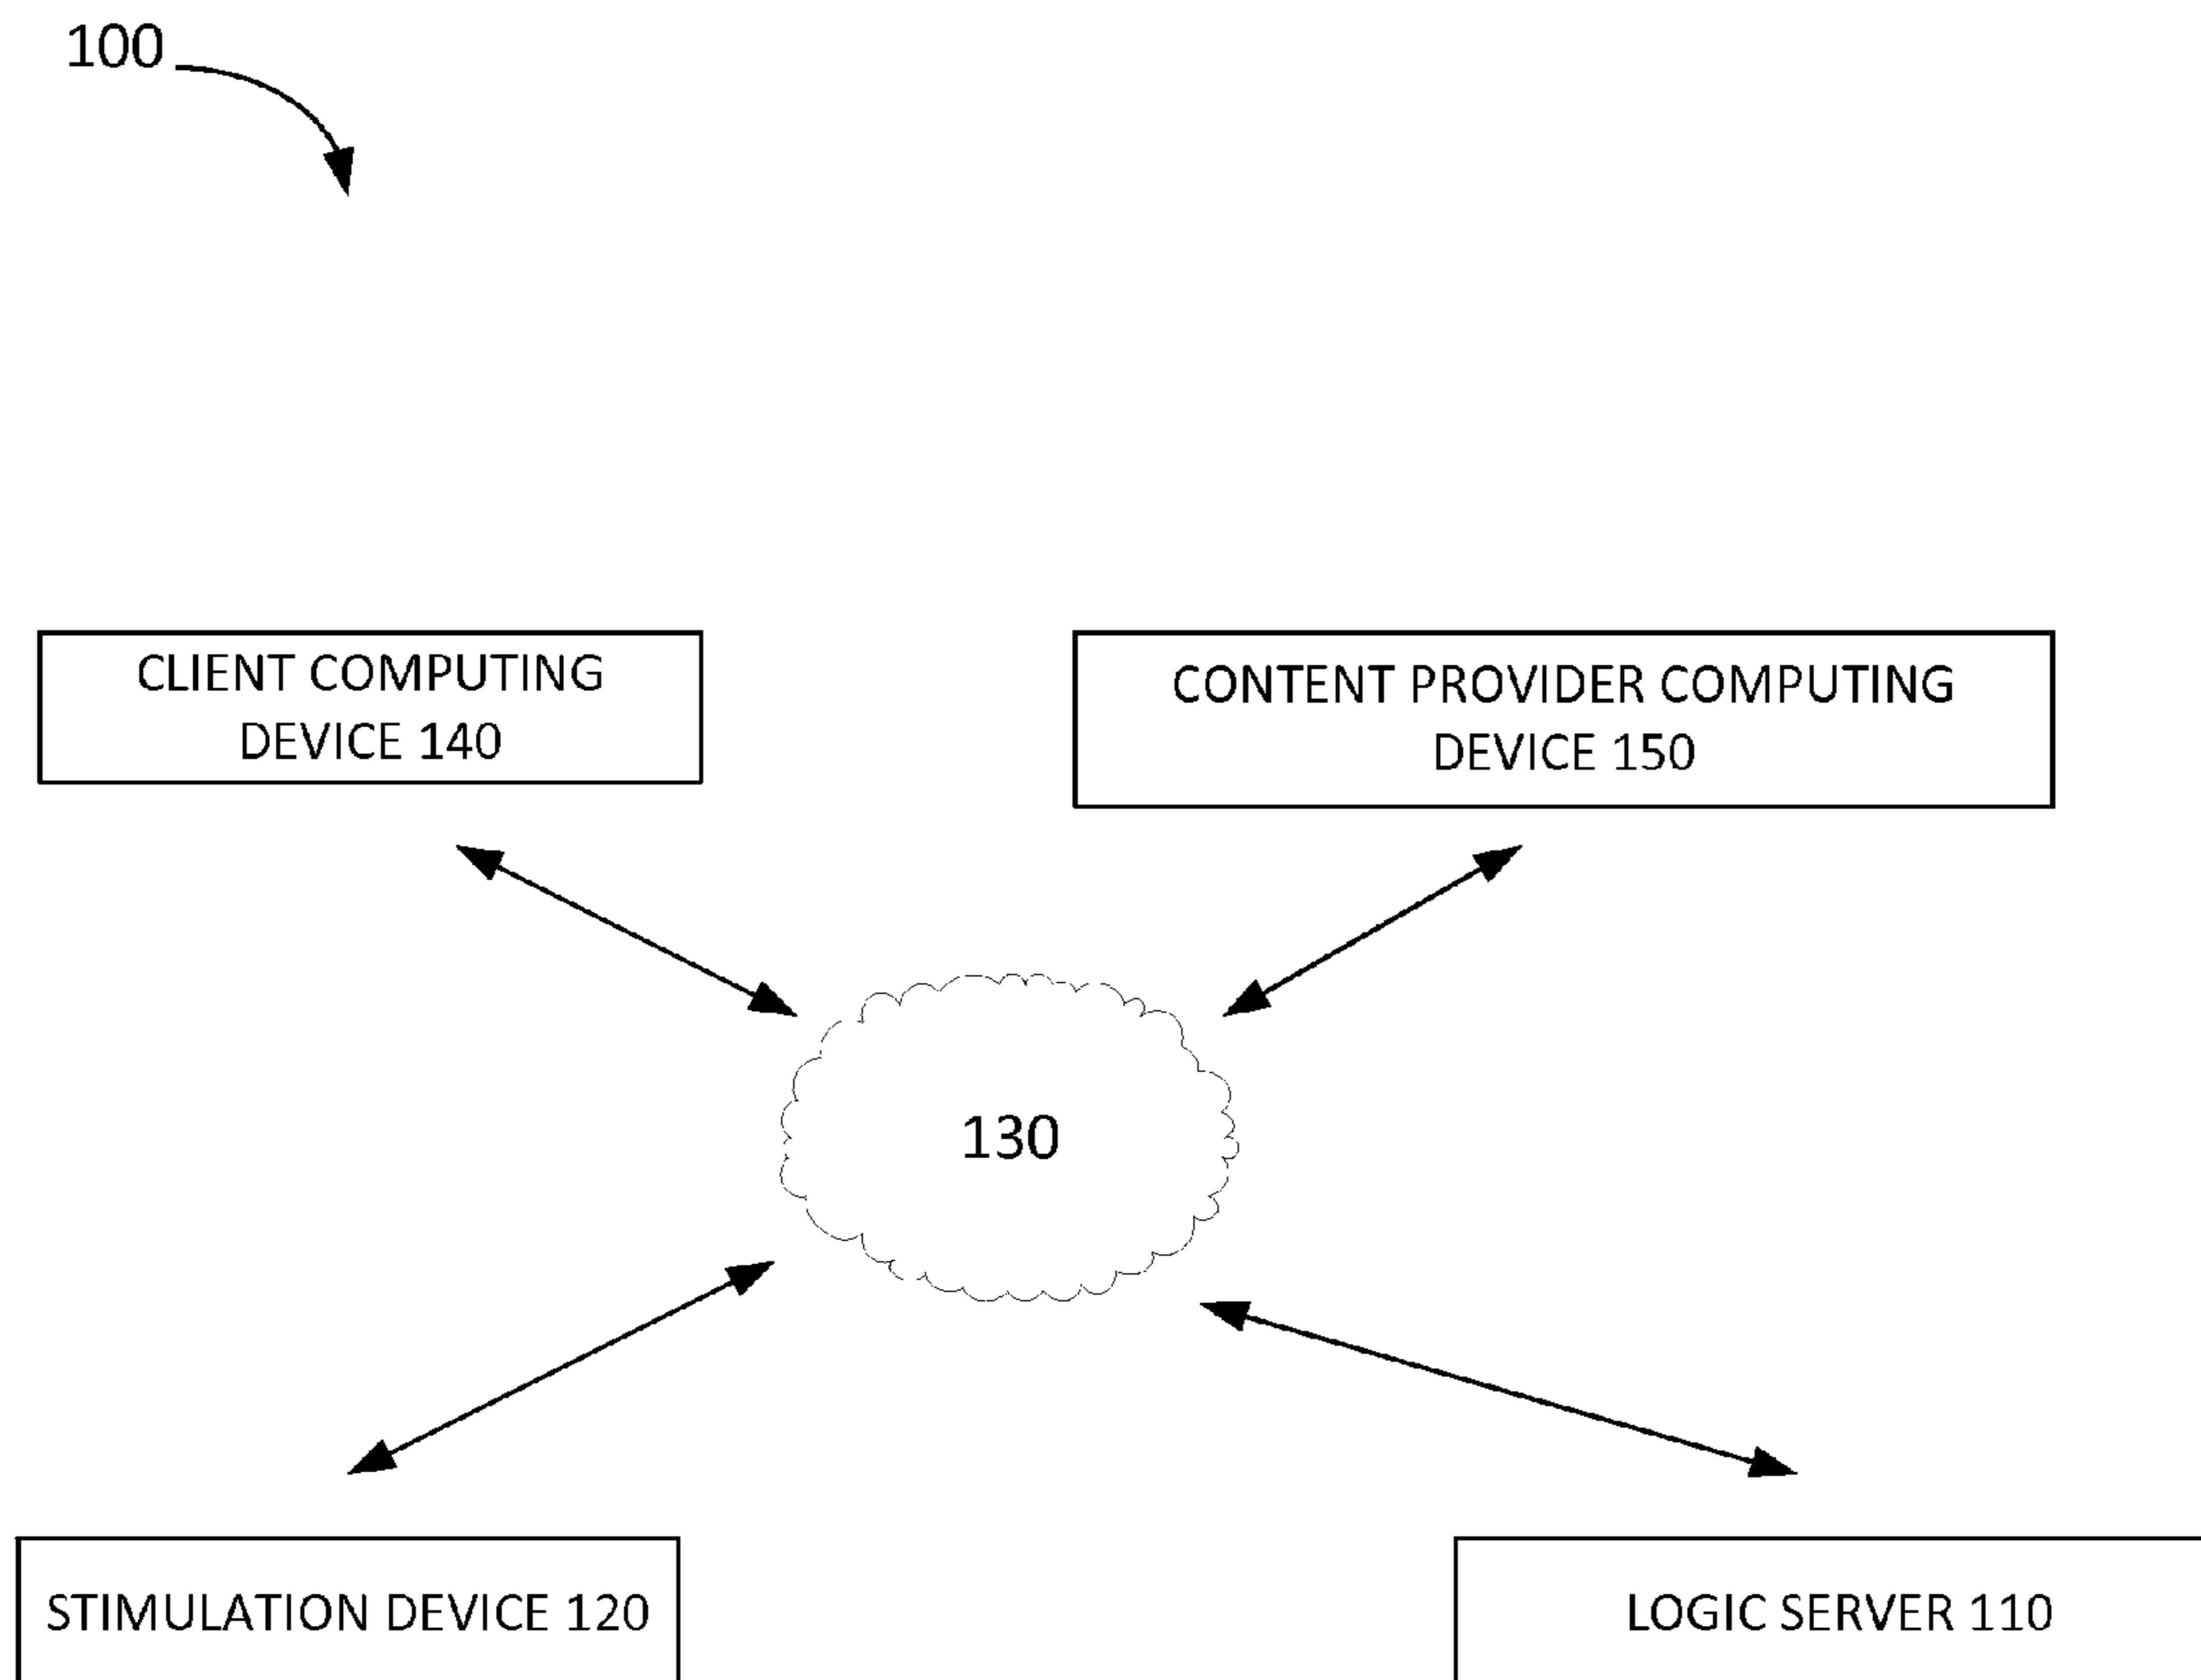 100
CLIENT COMPUTING
DEVICE 140
CONTENT PROVIDER COMPUTING
DEVICE 150
130
STIMULATION DEVICE 120
LOGIC SERVER 110